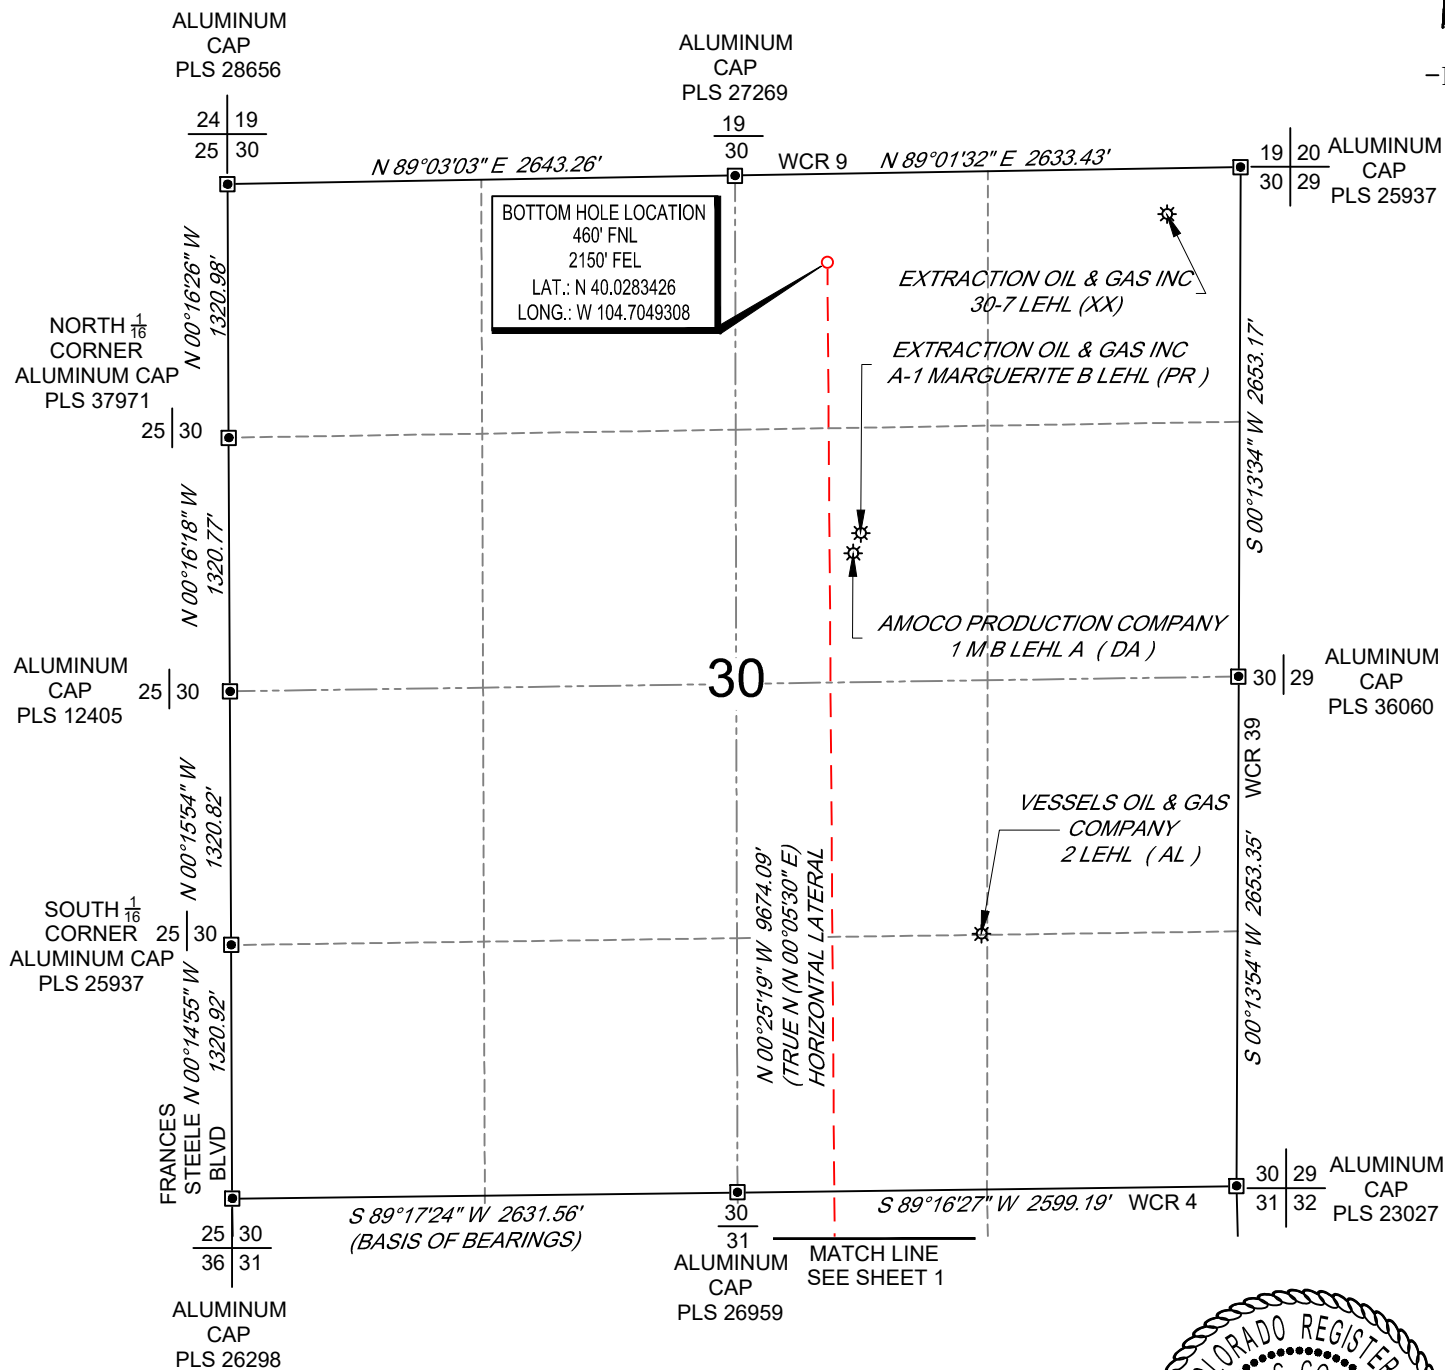 ALUMINUM
CAP
PLS 28656
ALUMINUM
CAP
PLS 27269
24 19
25 30
19
30
19 20
30 29
ALUMINUM
CAP
PLS 25937
N 89°03'03" E 2643.26'
WCR 9
N 89°01'32" E 2633.43'
BOTTOM HOLE LOCATION
460' FNL
2150' FEL
LAT.: N 40.0283426
LONG.: W 104.7049308
N 00°16'26" W
1320.98'
EXTRACTION OIL & GAS INC
30-7 LEHL (XX)
EXTRACTION OIL & GAS INC
A-1 MARGUERITE B LEHL (PR )
S 00°13'34" W 2653.17'
NORTH 1/16
CORNER
ALUMINUM CAP
PLS 37971
25 30
N 00°16'18" W
1320.77'
AMOCO PRODUCTION COMPANY
1 M B LEHL A ( DA )
ALUMINUM
CAP
PLS 12405
25 30
30
30 29
ALUMINUM
CAP
PLS 36060
WCR 39
N 00°15'54" W
1320.82'
VESSELS OIL & GAS
COMPANY
2 LEHL ( AL )
S 00°13'54" W 2653.35'
N 00°25'19" W 9674.09'
(TRUE N (N 00°05'30" E)
HORIZONTAL LATERAL
SOUTH 1/16
CORNER
ALUMINUM CAP
PLS 25937
25 30
N 00°14'55" W
1320.92'
FRANCES
STEELE
BLVD
S 89°17'24" W 2631.56'
(BASIS OF BEARINGS)
30
31
S 89°16'27" W 2599.19'
WCR 4
30 29
31 32
ALUMINUM
CAP
PLS 23027
25 30
36 31
ALUMINUM
CAP
PLS 26959
MATCH LINE
SEE SHEET 1
ALUMINUM
CAP
PLS 26298